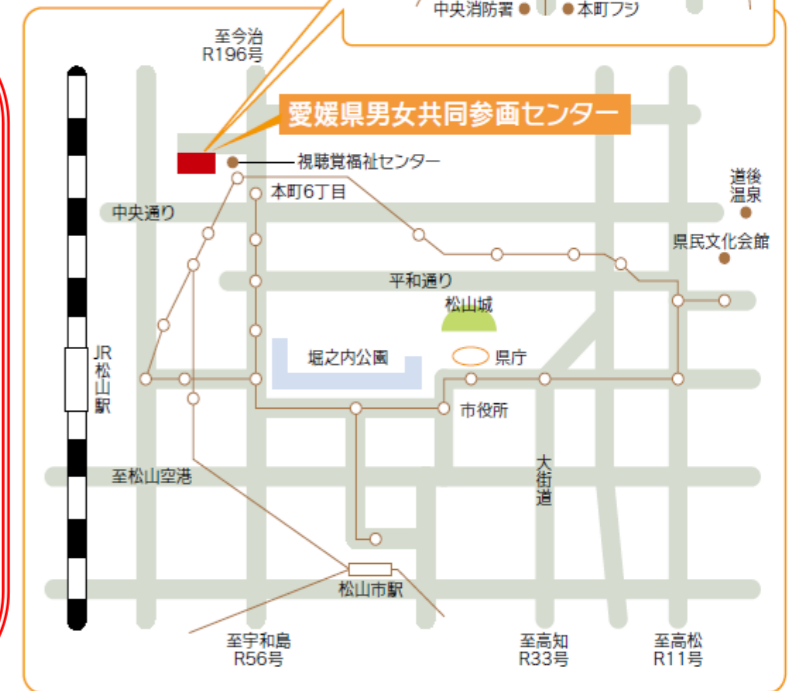 中央消防署
本町フジ
至今治
R196号
愛媛県男女共同参画センター
視聴覚福祉センター
本町6丁目
道後
温泉
中央通り
県民文化会館
平和通り
松山城
JR松山駅
堀之内公園
県庁
市役所
大街道
至松山空港
松山市駅
至宇和島
R56号
至高知
R33号
至高松
R11号